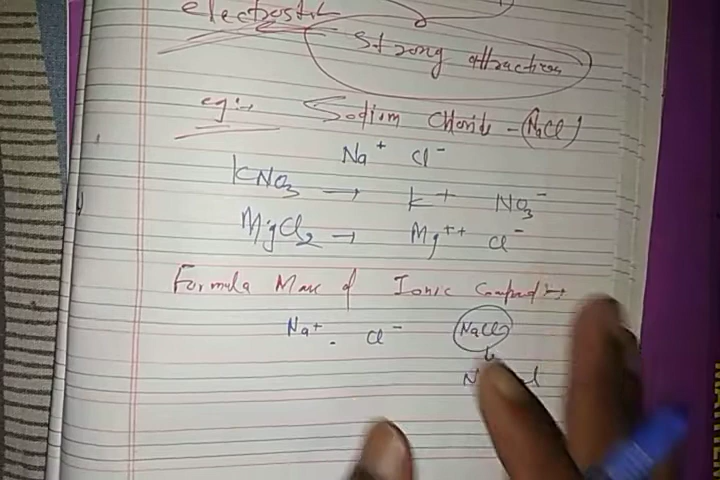 electrostat
strong attraction
eg:- Sodium Chloride - NaCl
Na⁺ Cl⁻
KNO₃ → K⁺ NO₃⁻
MgCl₂ → Mg⁺⁺ Cl⁻
Formula Mass of Ionic Compound :→
Na⁺ . Cl⁻ NaCl